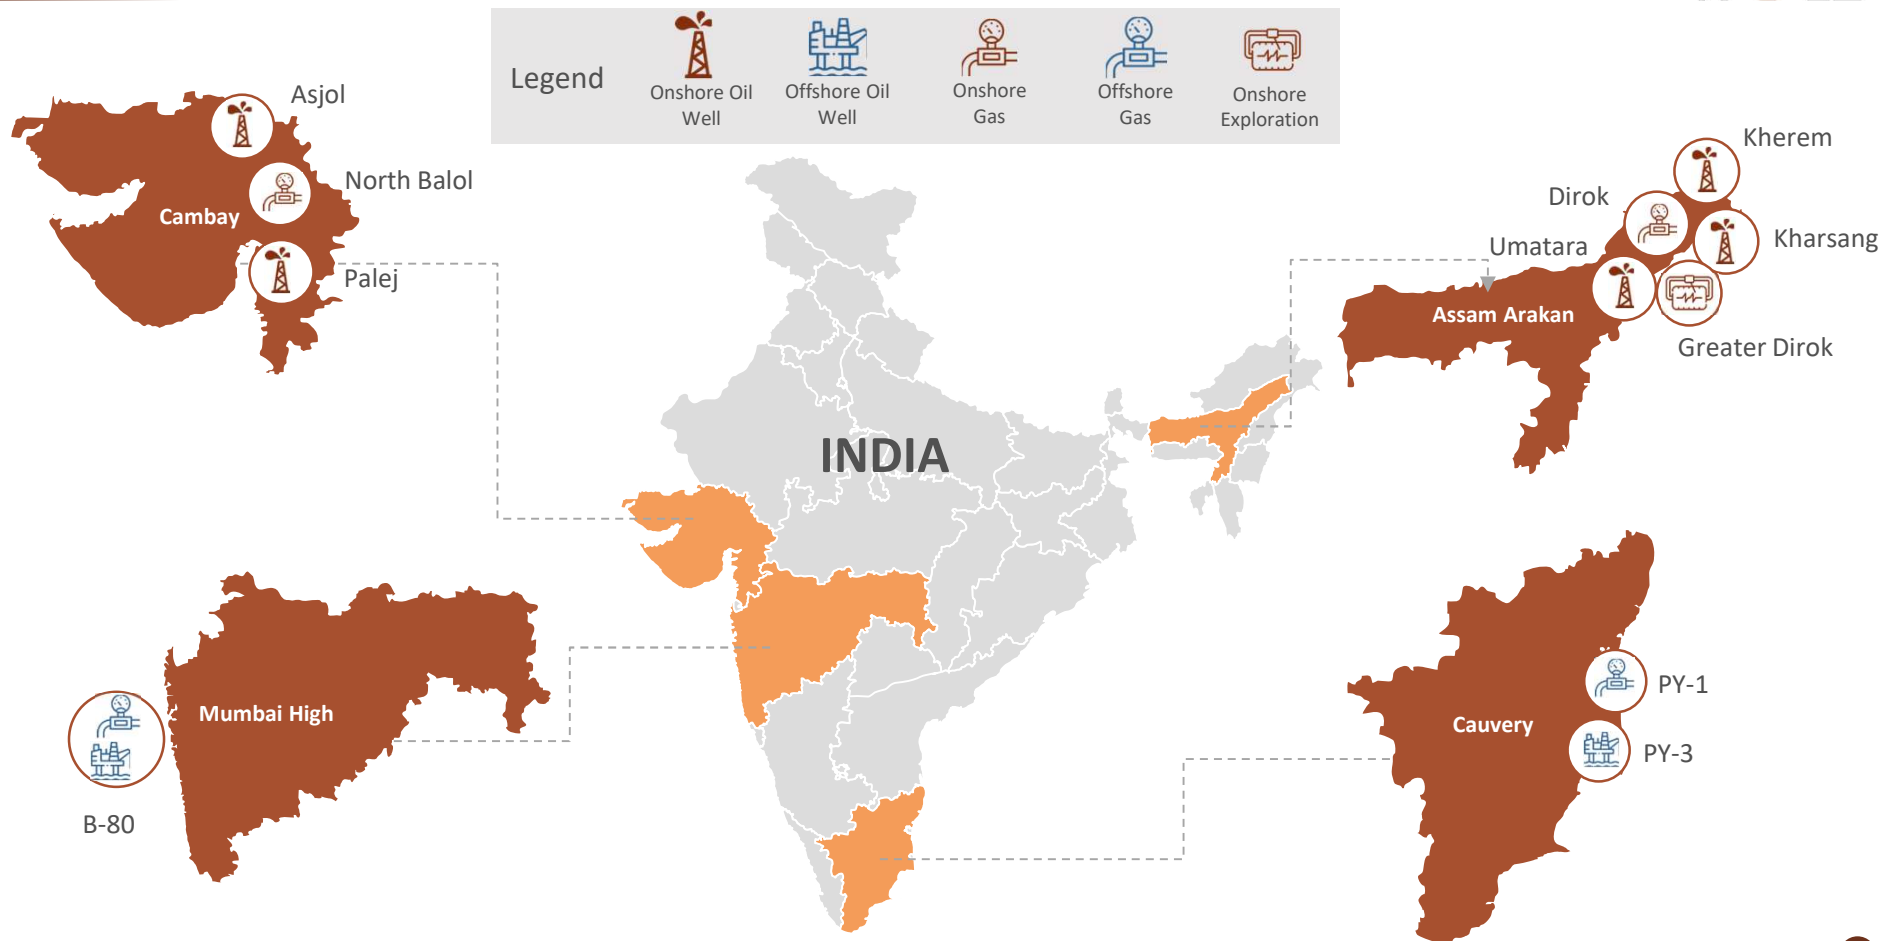 Legend
Onshore Oil
Well
Offshore Oil
Well
Onshore
Gas
Offshore
Gas
Onshore
Exploration
Asjol
North Balol
Cambay
Palej
Kherem
Dirok
Umatara
Kharsang
Assam Arakan
Greater Dirok
INDIA
Mumbai High
B-80
PY-1
Cauvery
PY-3